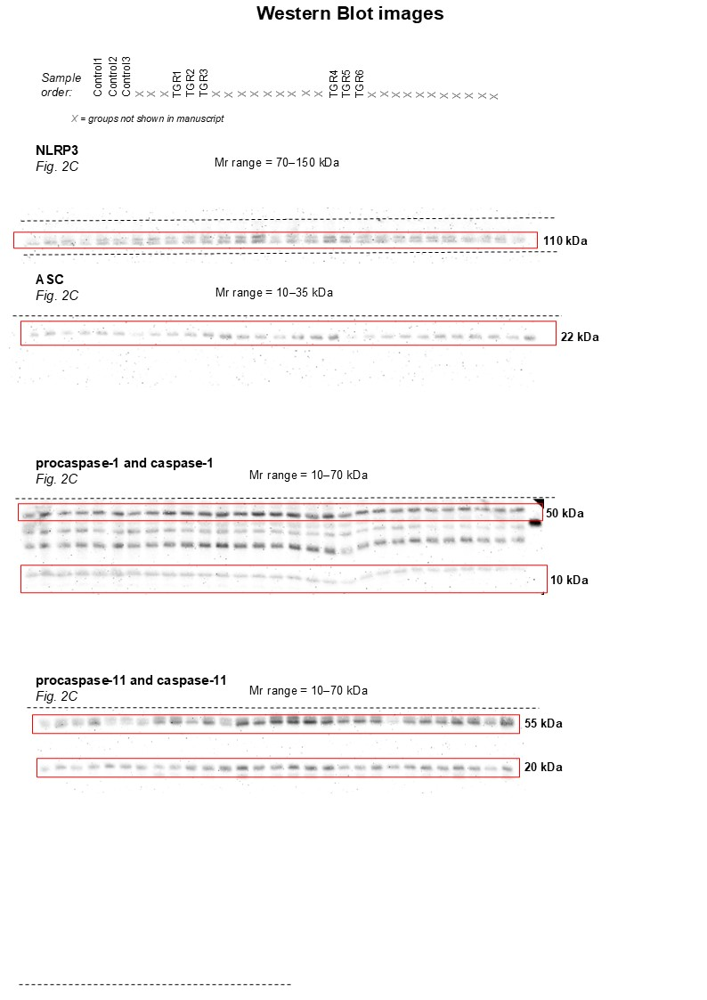 Western Blot images
Sample order:
Control1 Control2 Control3 X X X TGR1 TGR2 TGR3 X X X X X X X X X TGR4 TGR5 TGR6 X X X X X X X X X X X
X = groups not shown in manuscript
NLRP3
Fig. 2C
Mr range = 70–150 kDa
110 kDa
ASC
Fig. 2C
Mr range = 10–35 kDa
22 kDa
procaspase-1 and caspase-1
Fig. 2C
Mr range = 10–70 kDa
50 kDa
10 kDa
procaspase-11 and caspase-11
Fig. 2C
Mr range = 10–70 kDa
55 kDa
20 kDa